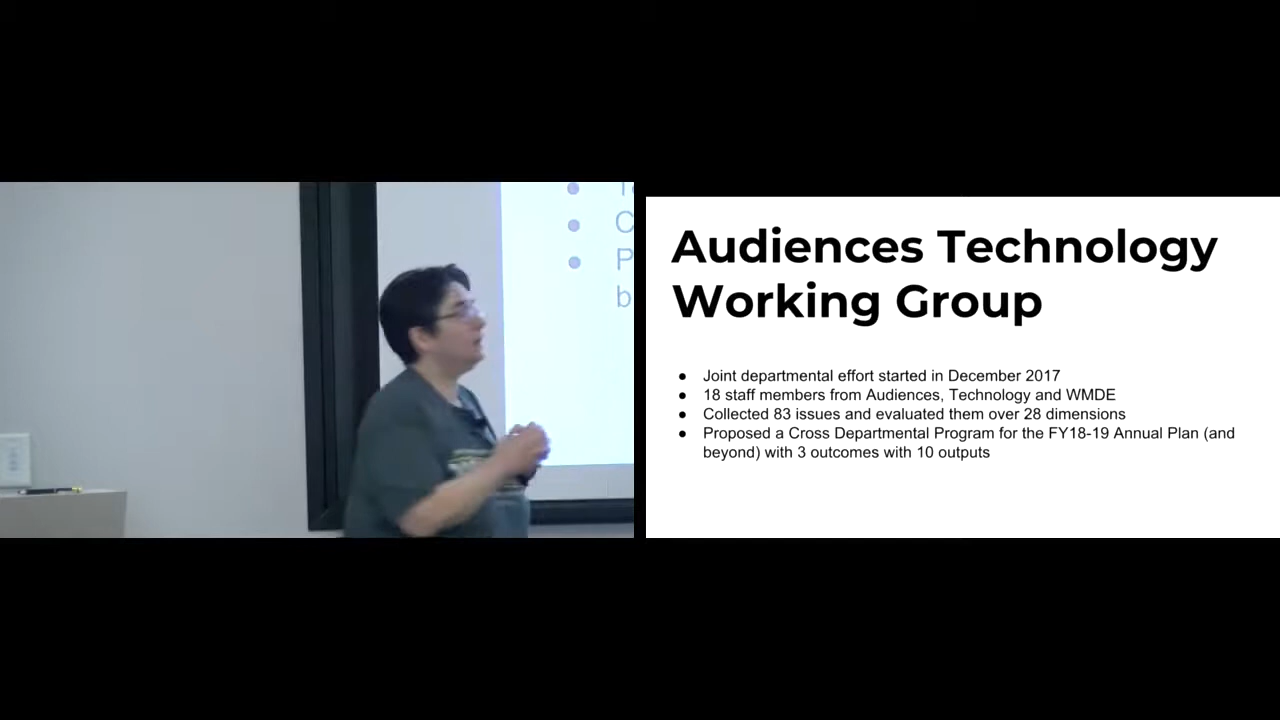 C
P
b
Audiences Technology
Working Group
● Joint departmental effort started in December 2017
● 18 staff members from Audiences, Technology and WMDE
● Collected 83 issues and evaluated them over 28 dimensions
● Proposed a Cross Departmental Program for the FY18-19 Annual Plan (and
beyond) with 3 outcomes with 10 outputs